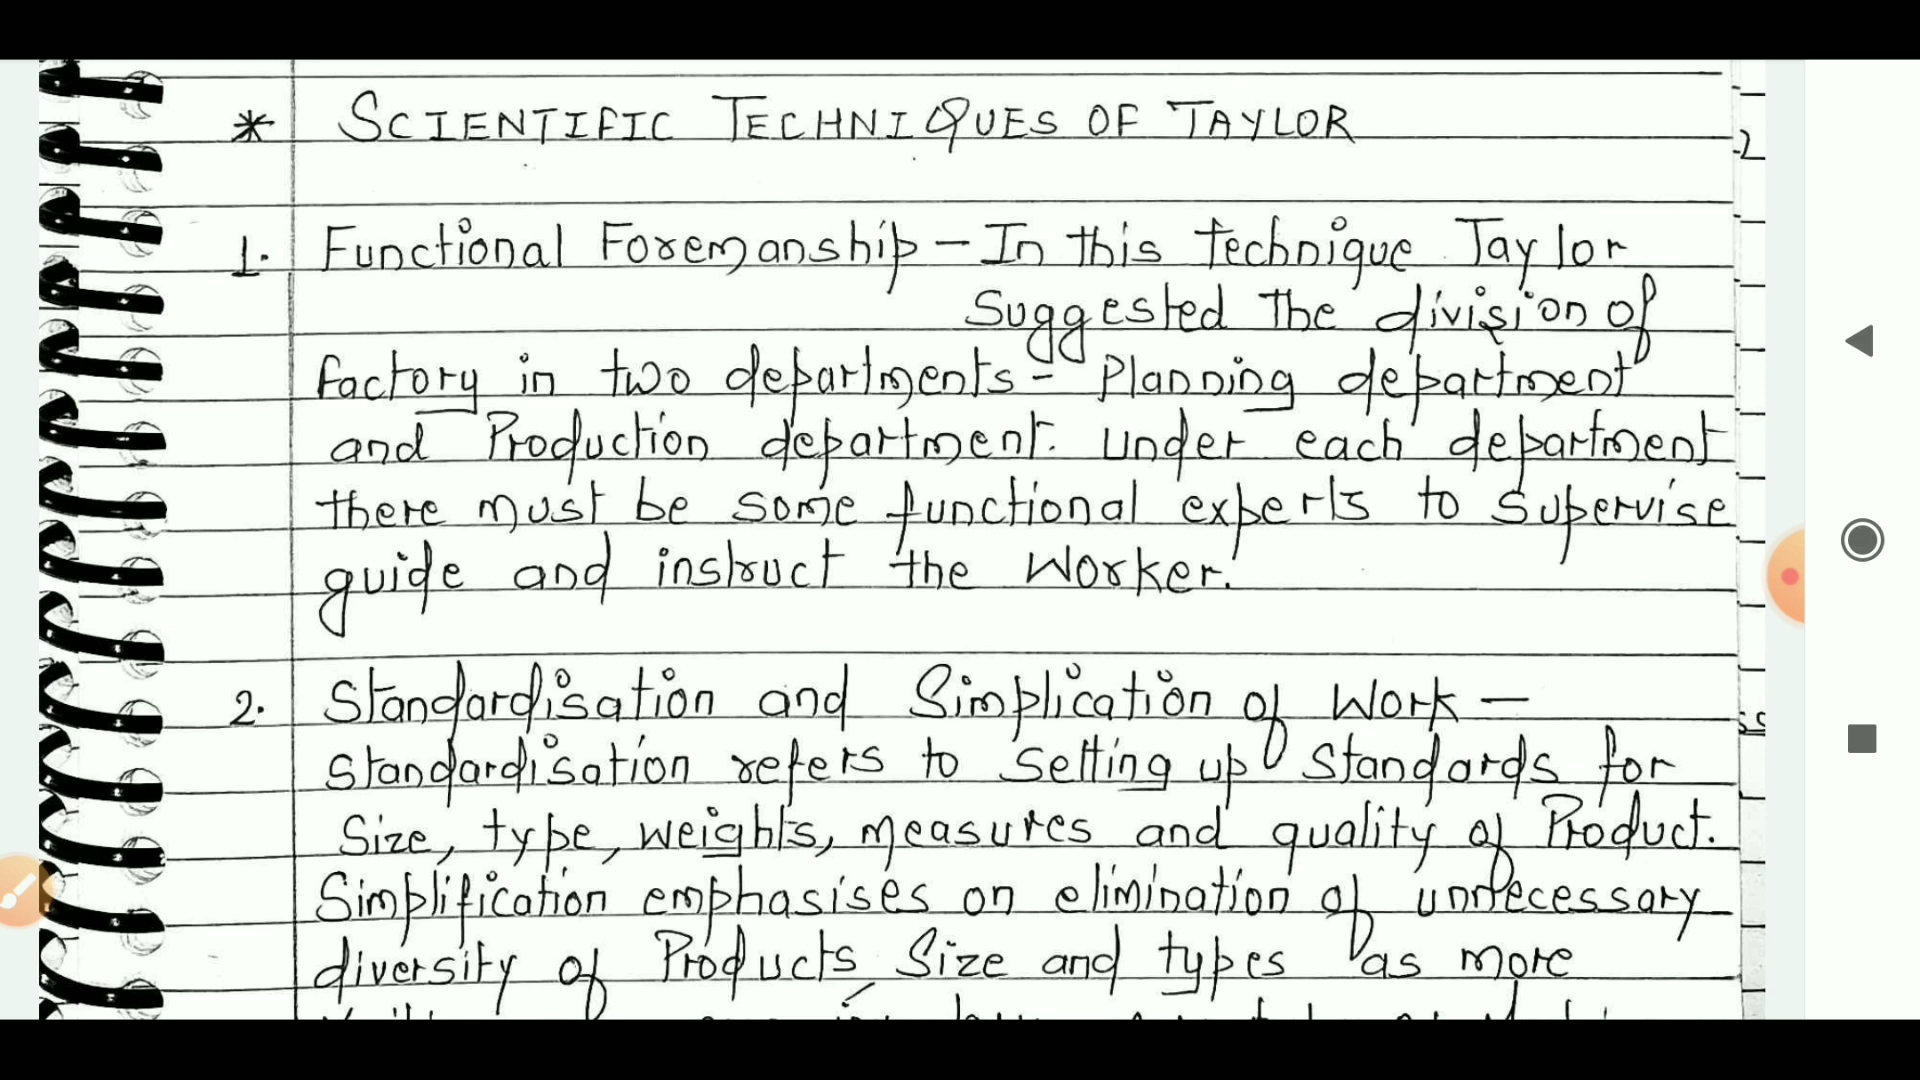 * SCIENTIFIC TECHNIQUES OF TAYLOR
1. Functional Foremanship - In this technique Taylor
suggested the division of
factory in two departments - Planning department
and Production department. under each department
there must be some functional experts to supervise
guide and instruct the worker.
2. Standardisation and Simplication of Work -
standardisation refers to setting up standards for
Size, type, weights, measures and quality of Product.
Simplification emphasises on elimination of unnecessary
diversity of Products Size and types as more